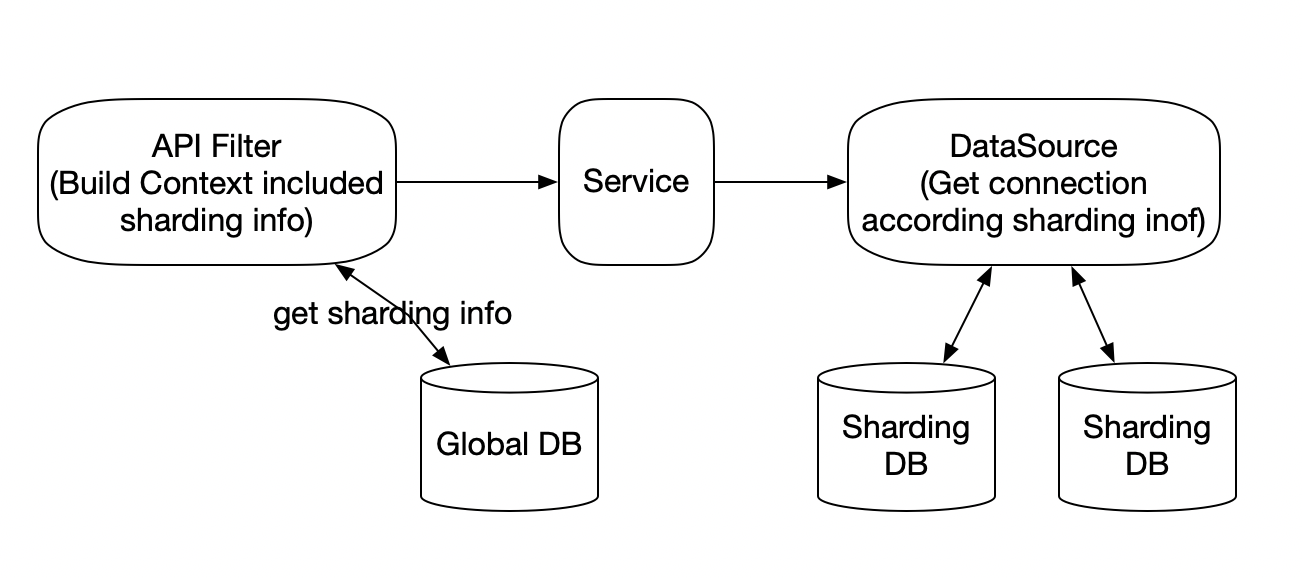 API Filter
(Build Context included
sharding info)
Service
DataSource
(Get connection
according sharding inof)
get sharding info
Global DB
Sharding
DB
Sharding
DB